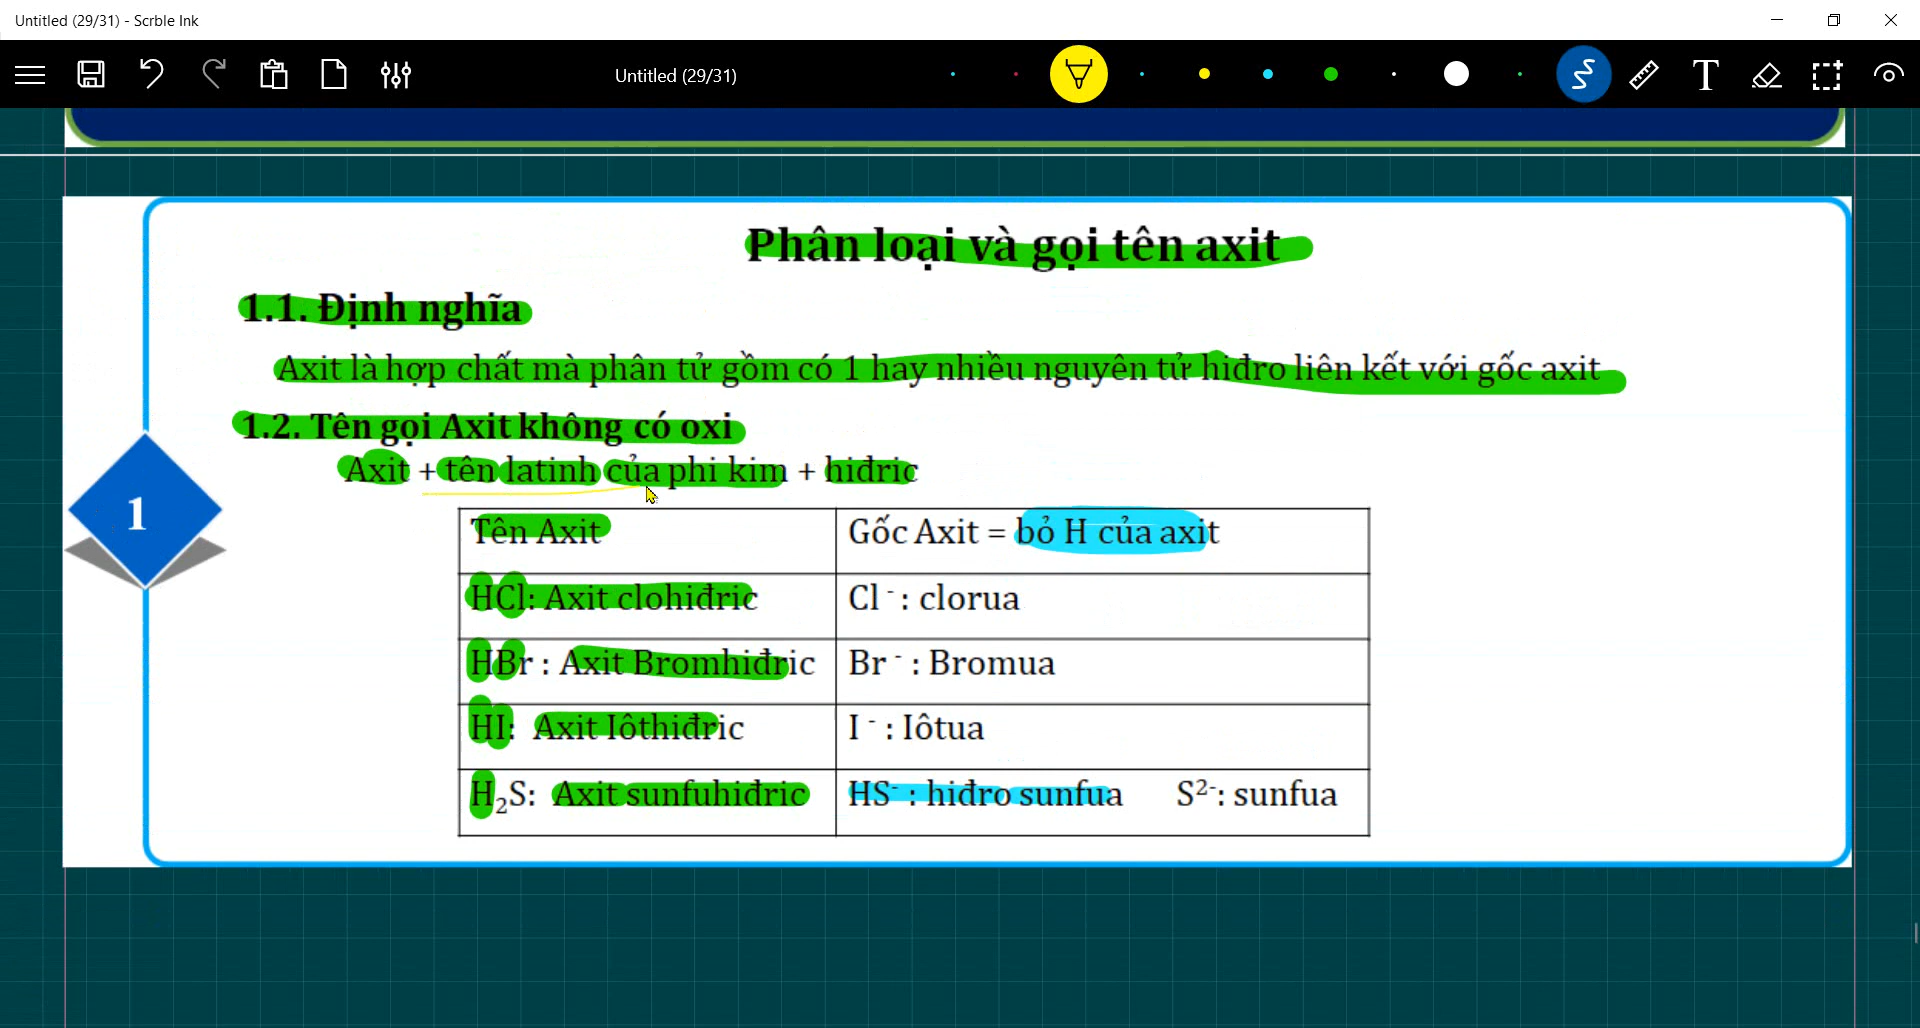 Untitled (29/31) - Scrble Ink
Untitled (29/31)
T
Phân loại và gọi tên axit
1.1. Định nghĩa
Axit là hợp chất mà phân tử gồm có 1 hay nhiều nguyên tử hiđro liên kết với gốc axit
1.2. Tên gọi Axit không có oxi
Axit + tên latinh của phi kim + hiđric
1
Tên Axit Gốc Axit = bỏ H của axit
HCl: Axit clohiđric Cl⁻ : clorua
HBr : Axit Bromhiđric Br⁻ : Bromua
HI: Axit Iôthiđric I⁻ : Iôtua
H₂S: Axit sunfuhiđric HS⁻ : hiđro sunfua S²⁻: sunfua